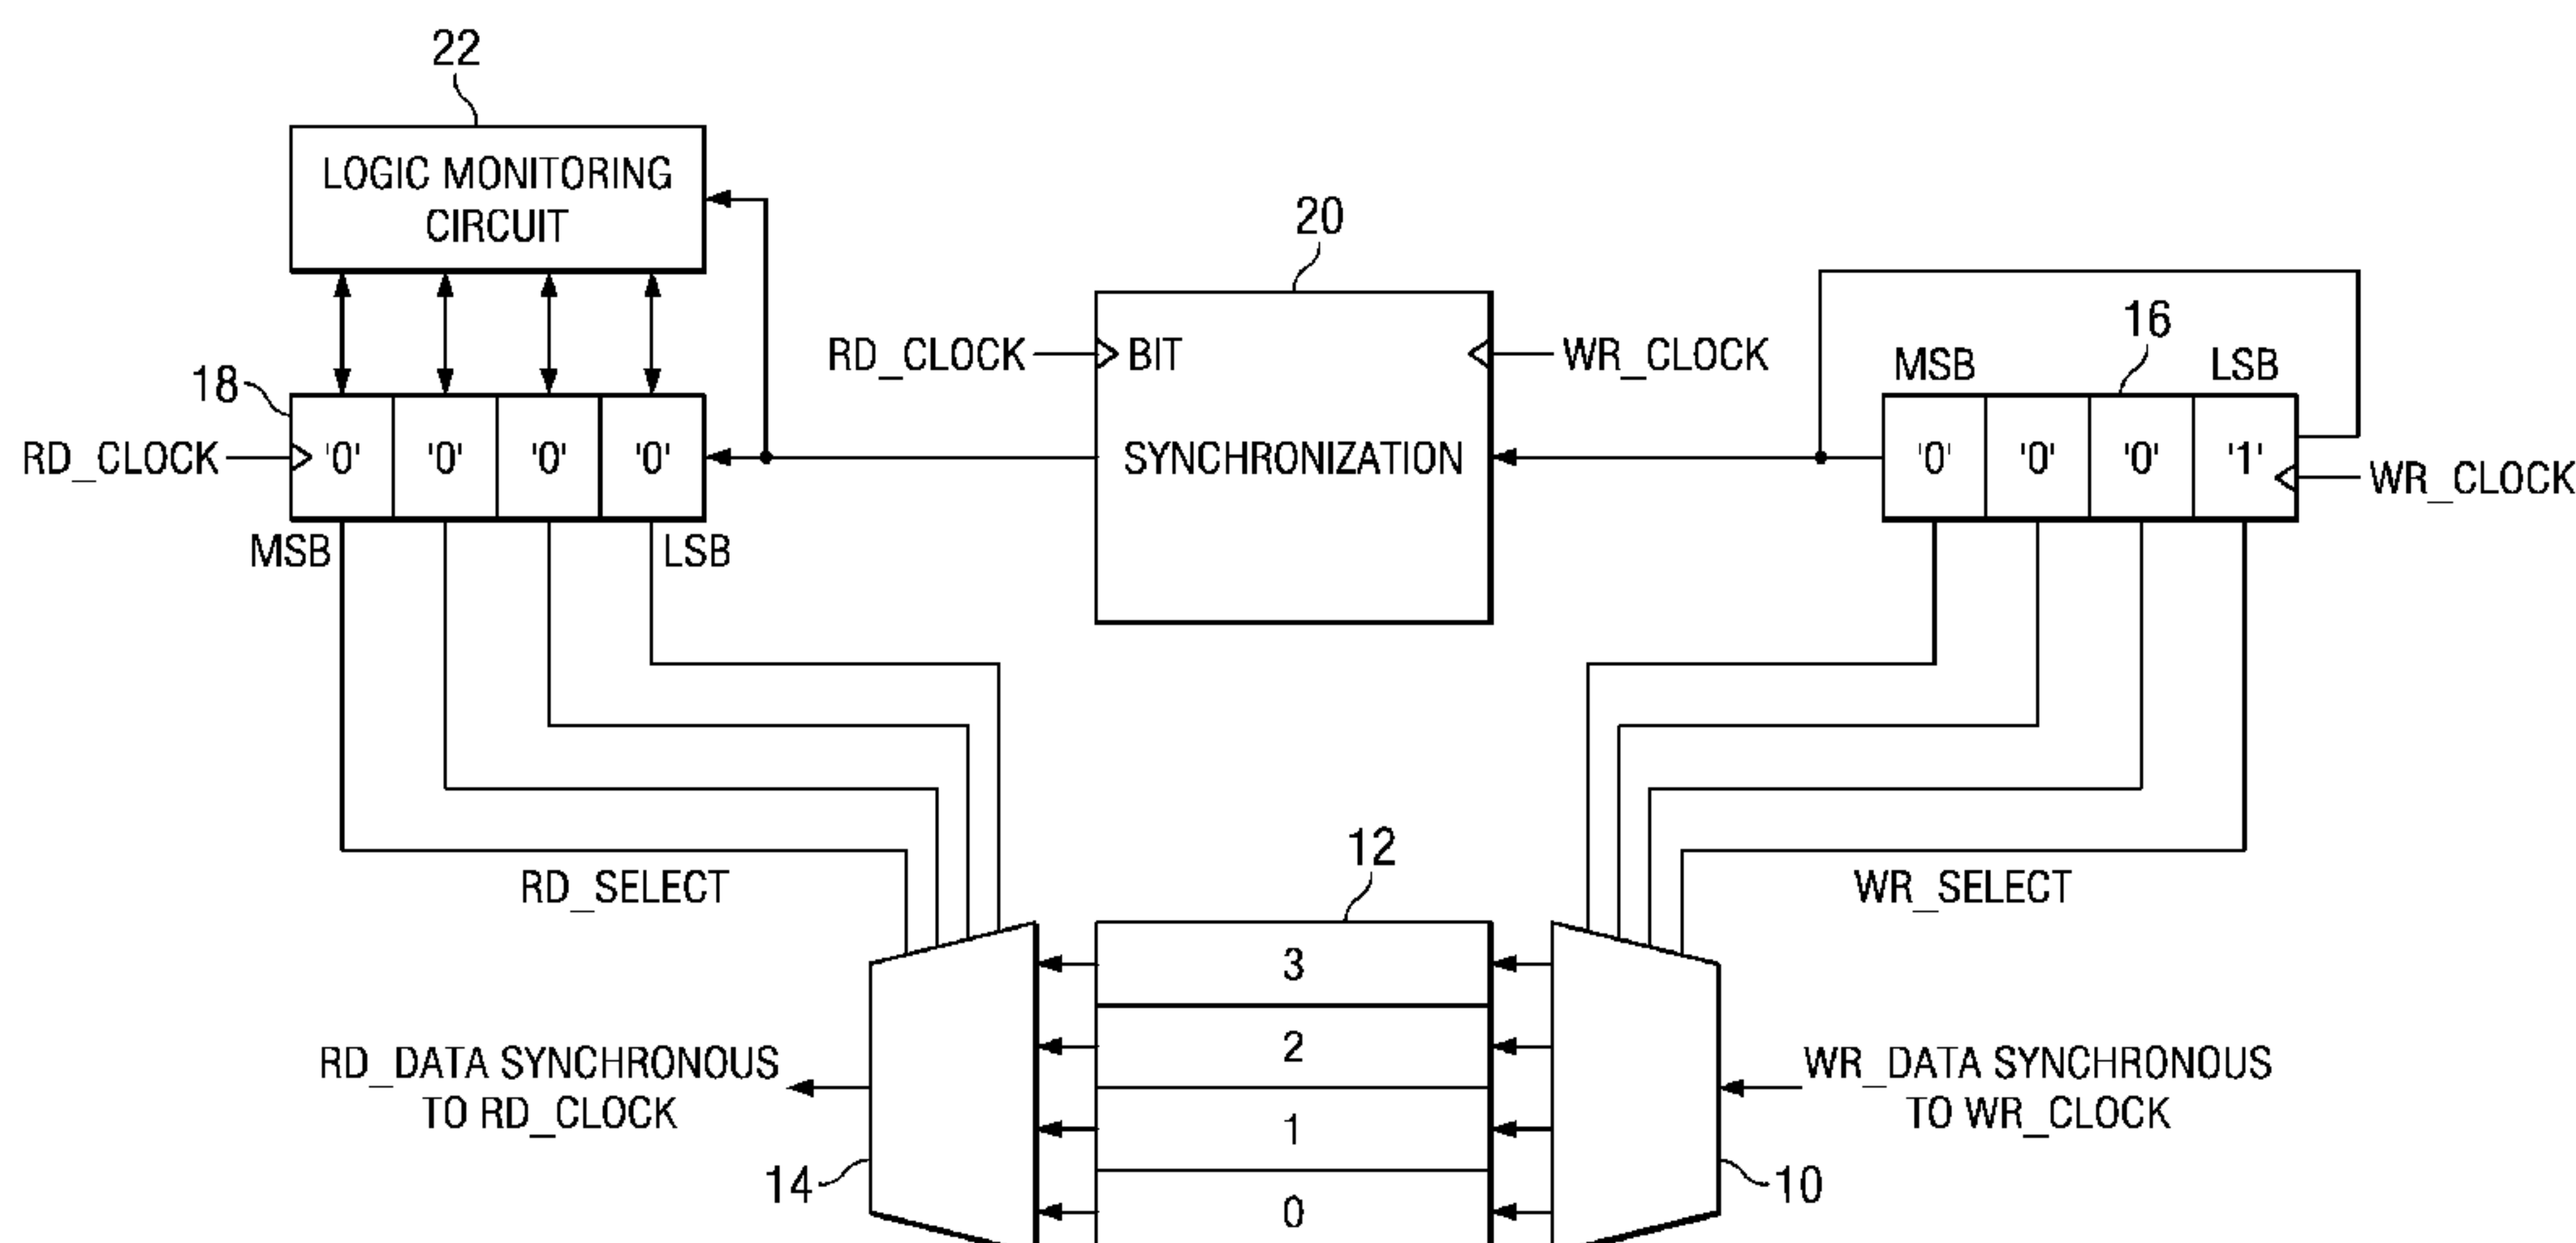 22
LOGIC MONITORING
CIRCUIT
20
16
RD_CLOCK
BIT
WR_CLOCK
MSB
LSB
18
RD_CLOCK
'0' '0' '0' '0'
SYNCHRONIZATION
'0' '0' '0' '1'
WR_CLOCK
MSB
LSB
RD_SELECT
12
WR_SELECT
3
2
1
0
RD_DATA SYNCHRONOUS
TO RD_CLOCK
WR_DATA SYNCHRONOUS
TO WR_CLOCK
14
10